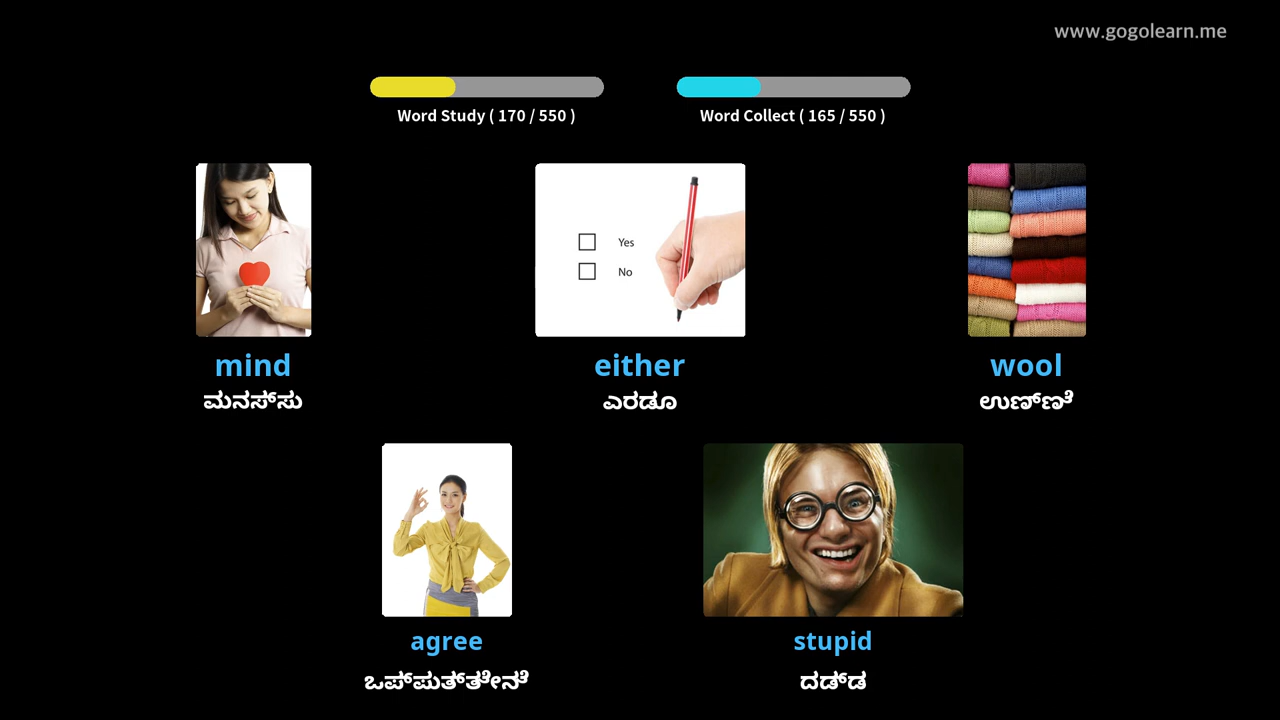 www.gogolearn.me
Word Study ( 170 / 550 )
Word Collect ( 165 / 550 )
Yes
No
mind
either
wool
ಮನಸ್ಸು
ಎರಡೂ
ಉಣ್ಣೆ
agree
stupid
ಒಪ್ಪುತ್ತೇನೆ
ದಡ್ಡ